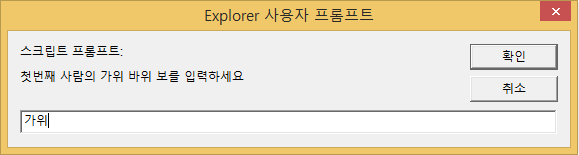 Explorer 사용자 프롬프트
스크립트 프롬프트:
확인
첫번째 사람의 가위 바위 보를 입력하세요
취소
가위